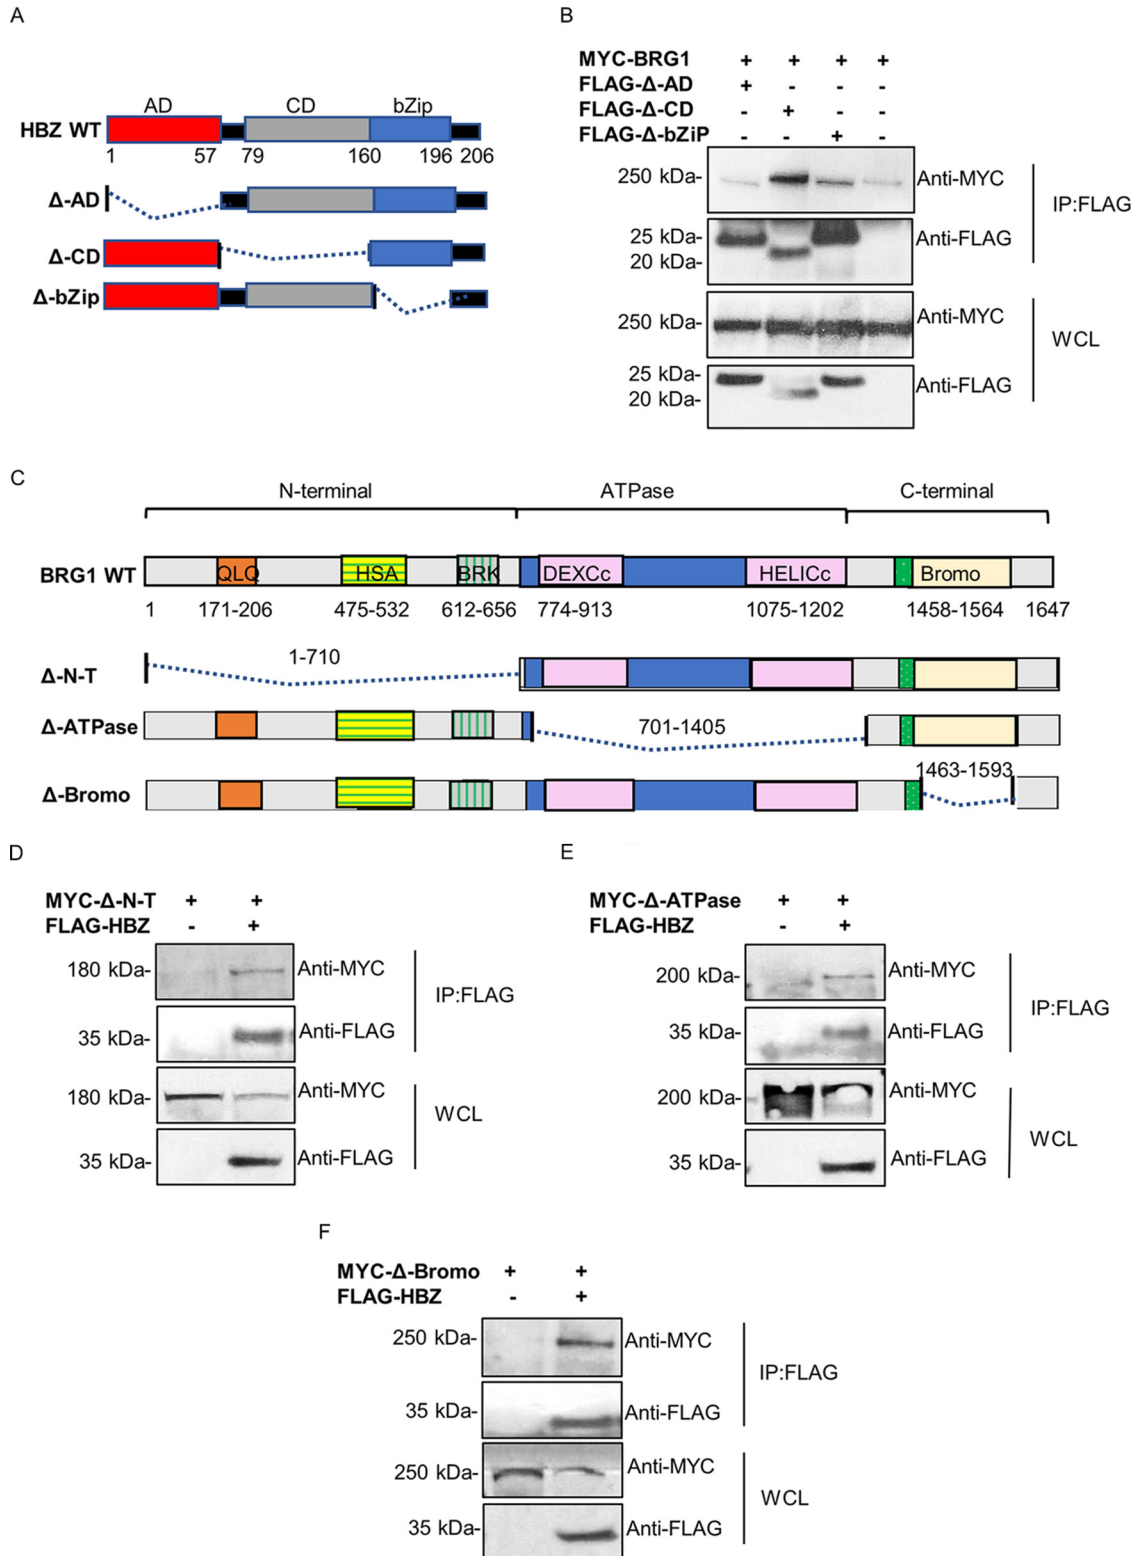 A
AD CD bZip
HBZ WT
1 57 79 160 196 206
Δ-AD
Δ-CD
Δ-bZip
B
MYC-BRG1 + + + +
FLAG-Δ-AD + - - -
FLAG-Δ-CD - + - -
FLAG-Δ-bZiP - - + -
250 kDa- Anti-MYC
IP:FLAG
25 kDa- Anti-FLAG
20 kDa-
250 kDa- Anti-MYC
WCL
25 kDa- Anti-FLAG
20 kDa-
C
N-terminal ATPase C-terminal
BRG1 WT QLQ HSA BRK DEXCc HELICc Bromo
1 171-206 475-532 612-656 774-913 1075-1202 1458-1564 1647
1-710
Δ-N-T
Δ-ATPase 701-1405
1463-1593
Δ-Bromo
D
MYC-Δ-N-T + +
FLAG-HBZ - +
180 kDa- Anti-MYC
IP:FLAG
35 kDa- Anti-FLAG
180 kDa- Anti-MYC
WCL
35 kDa- Anti-FLAG
E
MYC-Δ-ATPase + +
FLAG-HBZ - +
200 kDa- Anti-MYC
IP:FLAG
35 kDa- Anti-FLAG
200 kDa- Anti-MYC
WCL
35 kDa- Anti-FLAG
F
MYC-Δ-Bromo + +
FLAG-HBZ - +
250 kDa- Anti-MYC
IP:FLAG
35 kDa- Anti-FLAG
250 kDa- Anti-MYC
WCL
35 kDa- Anti-FLAG